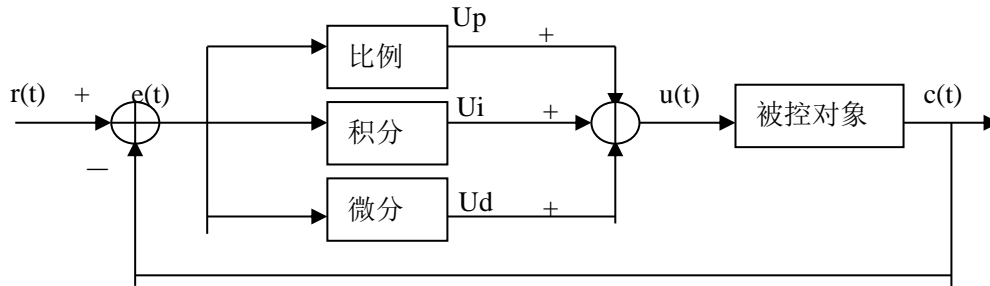 Up
+
比例
r(t)
+
e(t)
Ui
+
u(t)
c(t)
积分
被控对象
—
微分
Ud
+